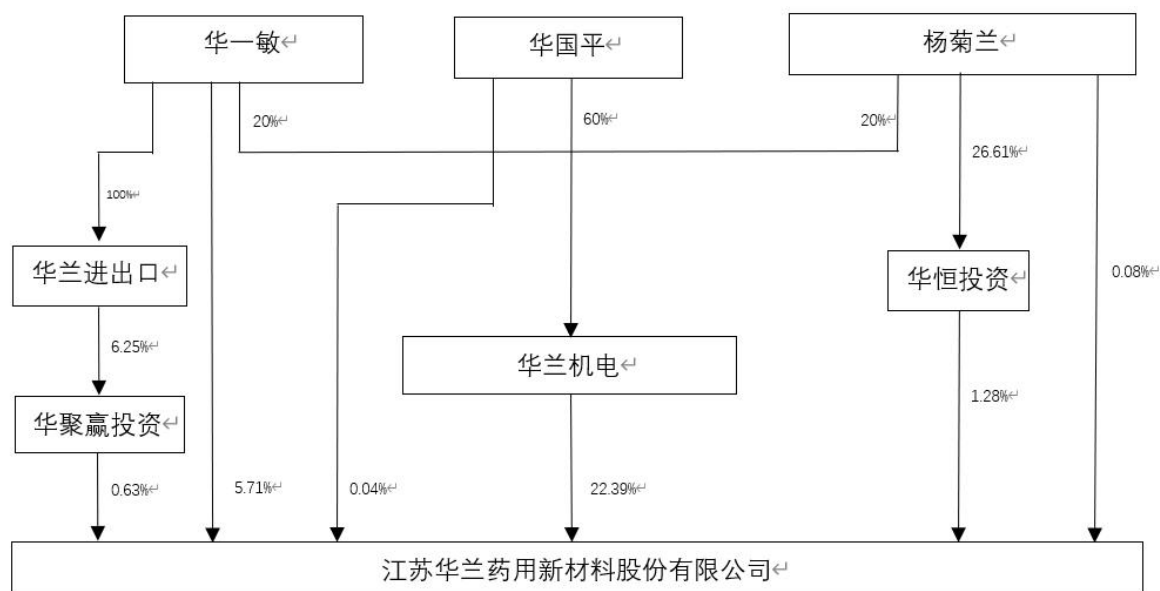 华一敏↵
华国平↵
杨菊兰↵
20%↵
60%↵
20%↵
26.61%↵
100%↵
华兰进出口↵
华恒投资↵
0.08%↵
6.25%↵
华兰机电↵
1.28%↵
华聚赢投资↵
0.63%↵
5.71%↵
0.04%↵
22.39%↵
江苏华兰药用新材料股份有限公司↵